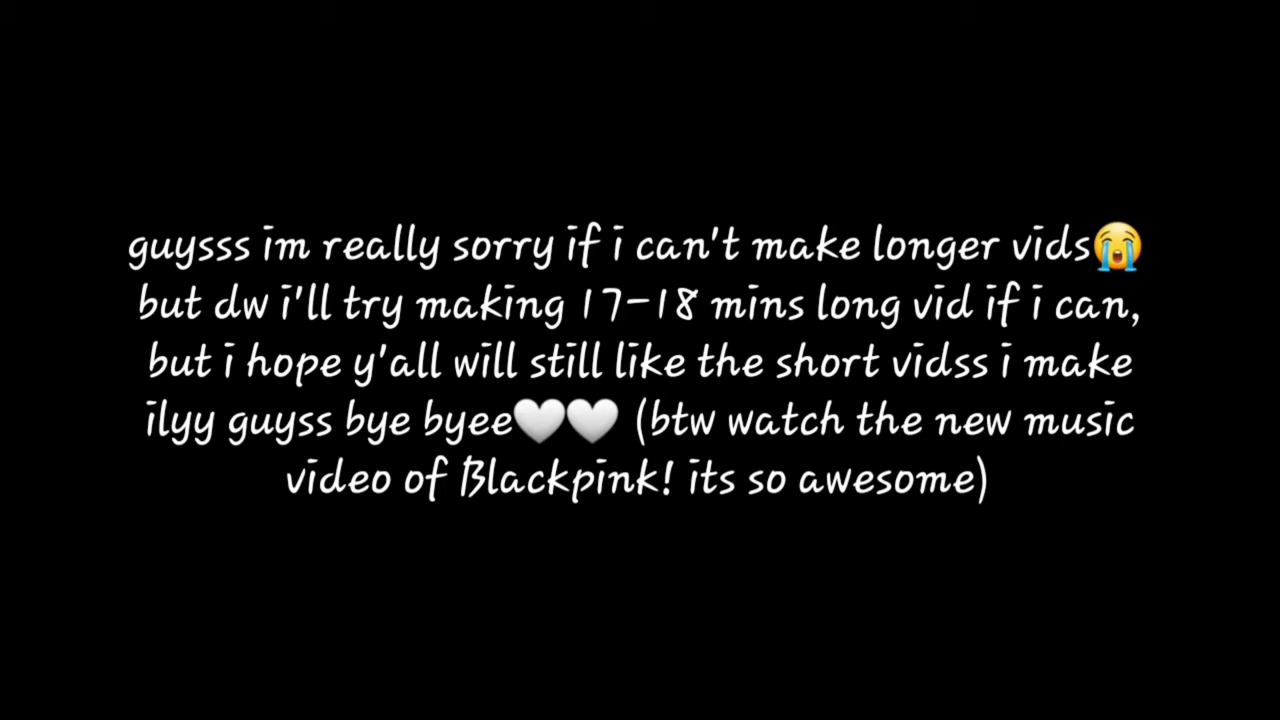 guysss im really sorry if i can't make longer vids😭
but dw i'll try making 17-18 mins long vid if i can,
but i hope y'all will still like the short vidss i make
ilyy guyss bye byee🤍🤍 (btw watch the new music
video of Blackpink! its so awesome)